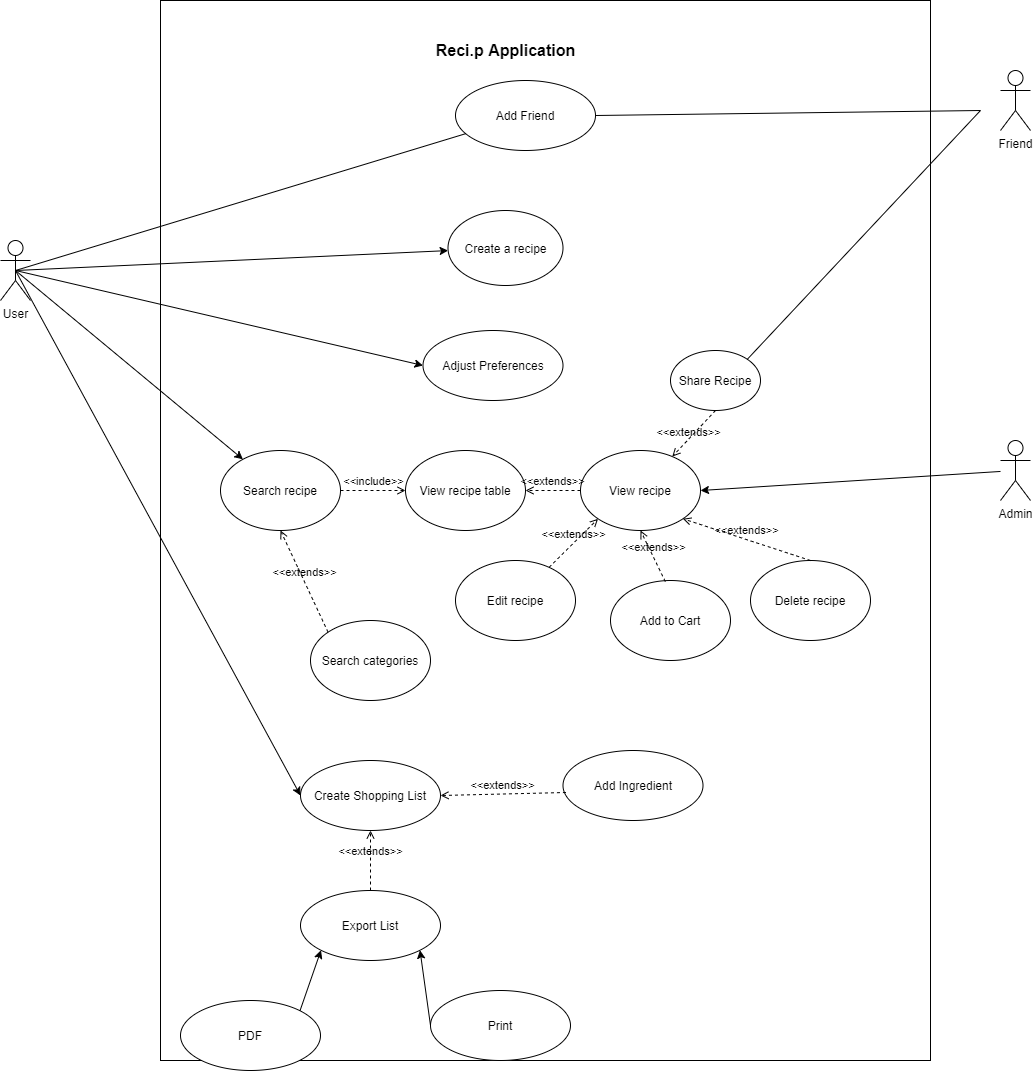 Reci.p Application
Add Friend
Friend
Create a recipe
User
Adjust Preferences
Share Recipe
<<extends>>
Search recipe
<<include>>
View recipe table
<<extends>>
View recipe
Admin
<<extends>>
<<extends>>
<<extends>>
<<extends>>
Edit recipe
Add to Cart
Delete recipe
Search categories
Create Shopping List
<<extends>>
Add Ingredient
<<extends>>
Export List
PDF
Print